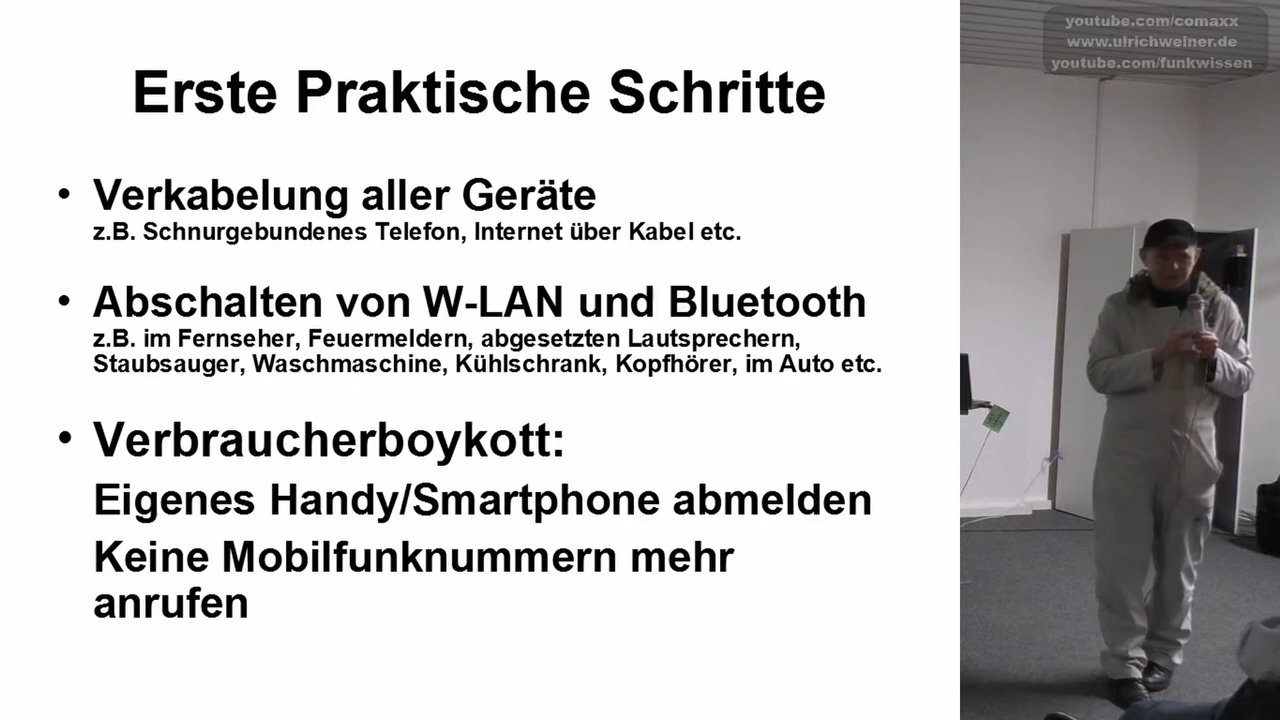 Erste Praktische Schritte
• Verkabelung aller Geräte
z.B. Schnurgebundenes Telefon, Internet über Kabel etc.
• Abschalten von W-LAN und Bluetooth
z.B. im Fernseher, Feuermeldern, abgesetzten Lautsprechern,
Staubsauger, Waschmaschine, Kühlschrank, Kopfhörer, im Auto etc.
• Verbraucherboykott:
Eigenes Handy/Smartphone abmelden
Keine Mobilfunknummern mehr
anrufen
youtube.com/comaxx
www.ulrichweiner.de
youtube.com/funkwissen